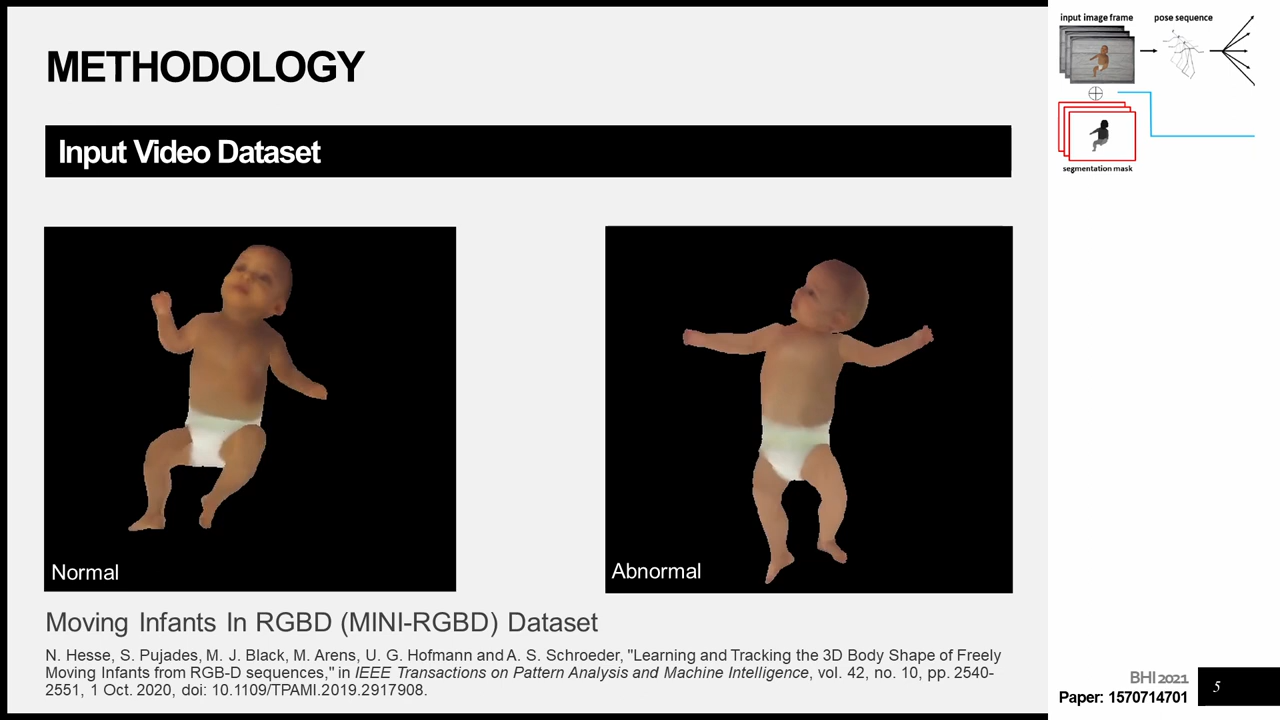 METHODOLOGY
Input Video Dataset
Normal
Abnormal
Moving Infants In RGBD (MINI-RGBD) Dataset
N. Hesse, S. Pujades, M. J. Black, M. Arens, U. G. Hofmann and A. S. Schroeder, "Learning and Tracking the 3D Body Shape of Freely
Moving Infants from RGB-D sequences," in IEEE Transactions on Pattern Analysis and Machine Intelligence, vol. 42, no. 10, pp. 2540-
2551, 1 Oct. 2020, doi: 10.1109/TPAMI.2019.2917908.
input image frame
pose sequence
segmentation mask
BHI 2021
Paper: 1570714701
5